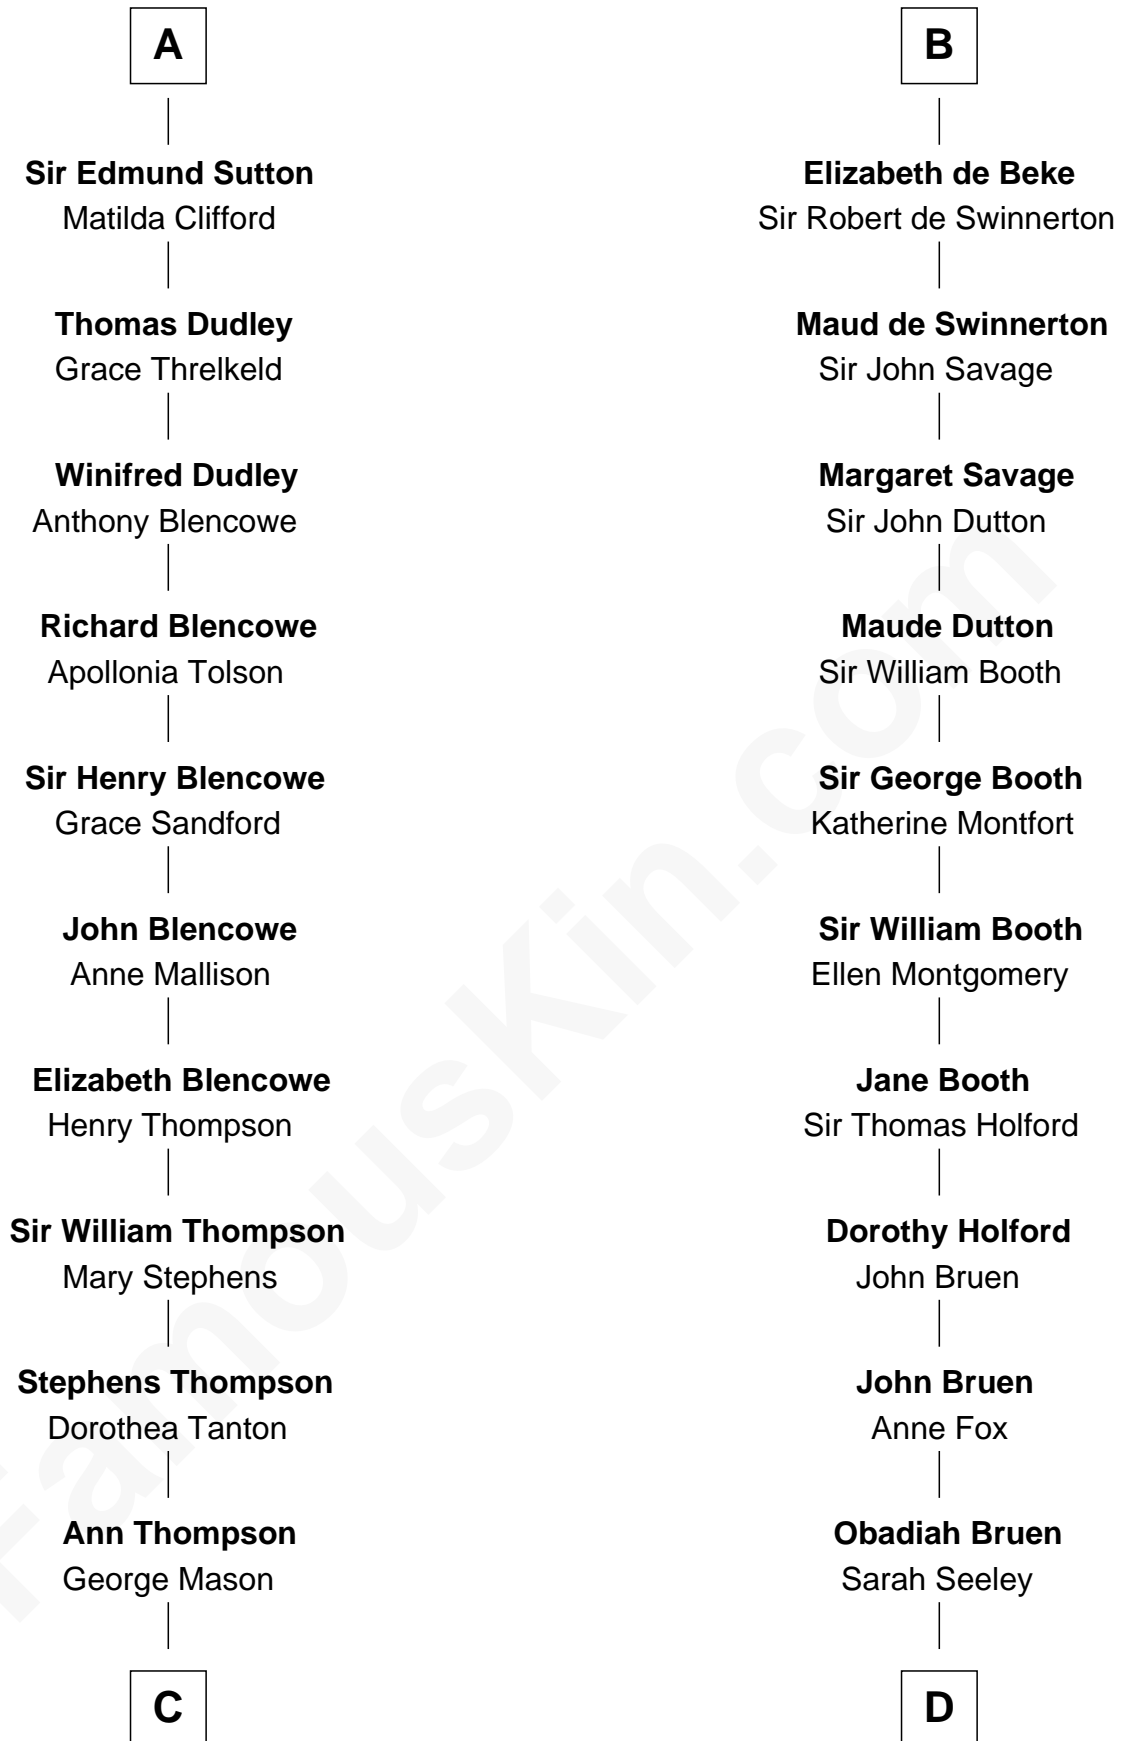 A
Sir Edmund Sutton
Matilda Clifford
Thomas Dudley
Grace Threlkeld
Winifred Dudley
Anthony Blencowe
Richard Blencowe
Apollonia Tolson
Sir Henry Blencowe
Grace Sandford
John Blencowe
Anne Mallison
Elizabeth Blencowe
Henry Thompson
Sir William Thompson
Mary Stephens
Stephens Thompson
Dorothea Tanton
Ann Thompson
George Mason
C
B
Elizabeth de Beke
Sir Robert de Swinnerton
Maud de Swinnerton
Sir John Savage
Margaret Savage
Sir John Dutton
Maude Dutton
Sir William Booth
Sir George Booth
Katherine Montfort
Sir William Booth
Ellen Montgomery
Jane Booth
Sir Thomas Holford
Dorothy Holford
John Bruen
John Bruen
Anne Fox
Obadiah Bruen
Sarah Seeley
D
FamousKin.com